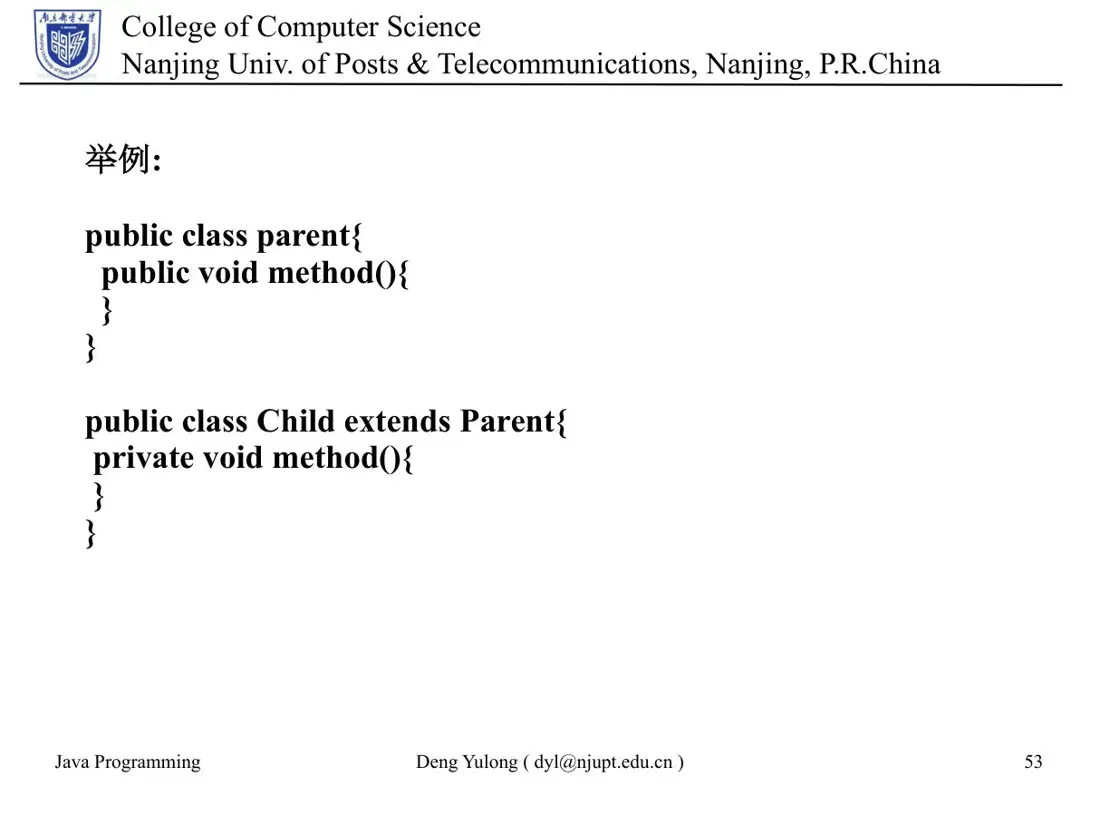 College of Computer Science
Nanjing Univ. of Posts & Telecommunications, Nanjing, P.R.China
举例:
public class parent{
public void method(){
}
}
public class Child extends Parent{
private void method(){
}
}
Java Programming
Deng Yulong ( dyl@njupt.edu.cn )
53